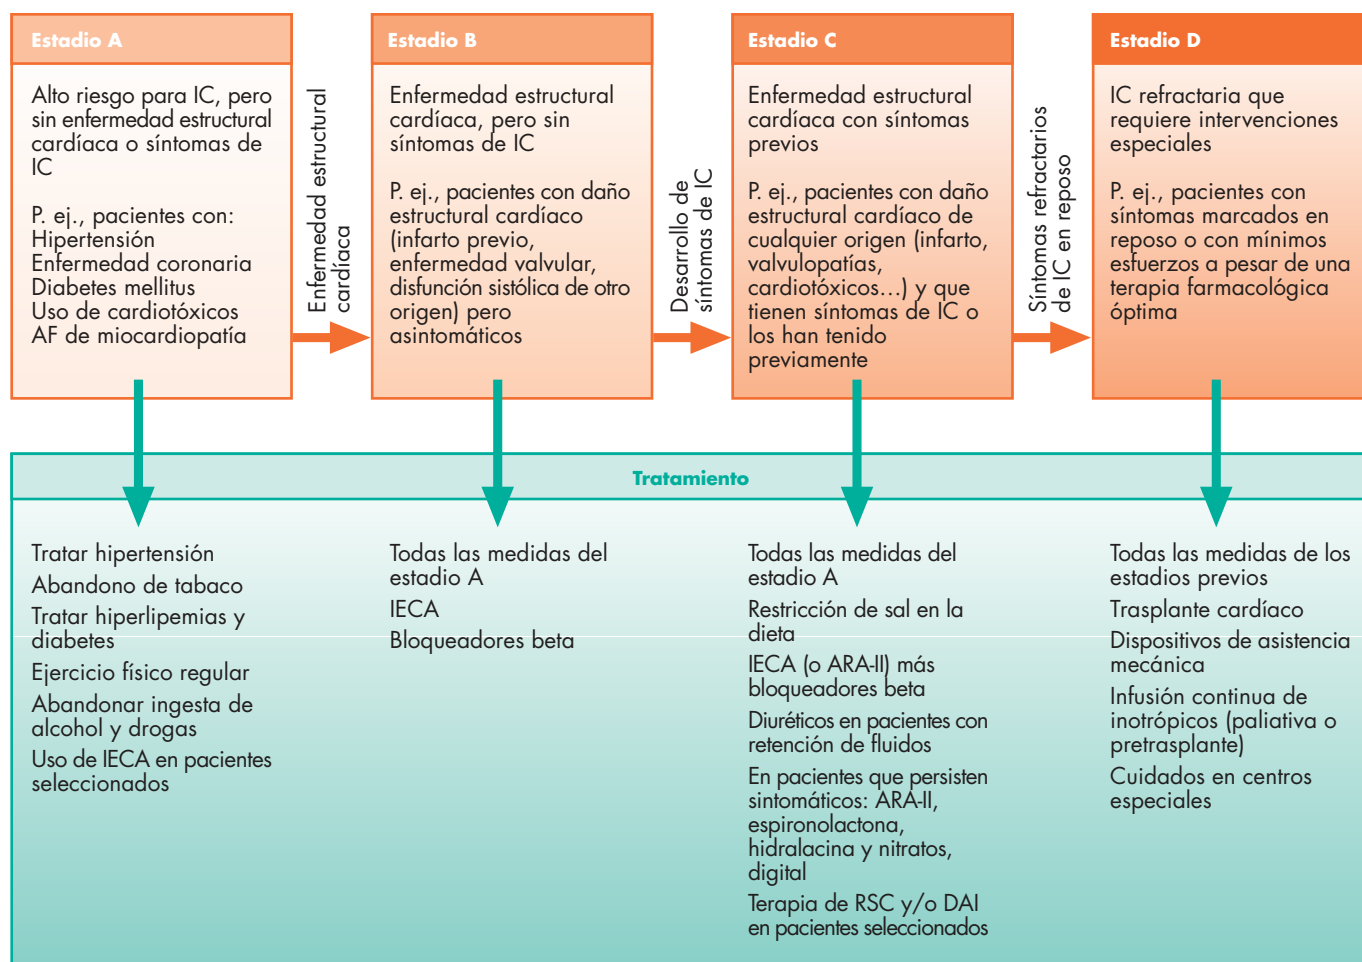 Estadio A
Alto riesgo para IC, pero
sin enfermedad estructural
cardíaca o síntomas de
IC
P. ej., pacientes con:
Hipertensión
Enfermedad coronaria
Diabetes mellitus
Uso de cardiotóxicos
AF de miocardiopatía
Enfermedad estructural
cardíaca
Estadio B
Enfermedad estructural
cardíaca, pero sin
síntomas de IC
P. ej., pacientes con daño
estructural cardíaco
(infarto previo,
enfermedad valvular,
disfunción sistólica de otro
origen) pero
asintomáticos
Desarrollo de
síntomas de IC
Estadio C
Enfermedad estructural
cardíaca con síntomas
previos
P. ej., pacientes con daño
estructural cardíaco de
cualquier origen (infarto,
valvulopatías,
cardiotóxicos...) y que
tienen síntomas de IC o
los han tenido
previamente
Síntomas refractarios
de IC en reposo
Estadio D
IC refractaria que
requiere intervenciones
especiales
P. ej., pacientes con
síntomas marcados en
reposo o con mínimos
esfuerzos a pesar de una
terapia farmacológica
óptima
Tratamiento
Tratar hipertensión
Abandono de tabaco
Tratar hiperlipemias y
diabetes
Ejercicio físico regular
Abandonar ingesta de
alcohol y drogas
Uso de IECA en pacientes
seleccionados
Todas las medidas del
estadio A
IECA
Bloqueadores beta
Todas las medidas del
estadio A
Restricción de sal en la
dieta
IECA (o ARA-II) más
bloqueadores beta
Diuréticos en pacientes con
retención de fluidos
En pacientes que persisten
sintomáticos: ARA-II,
espironolactona,
hidralacina y nitratos,
digital
Terapia de RSC y/o DAI
en pacientes seleccionados
Todas las medidas de los
estadios previos
Trasplante cardíaco
Dispositivos de asistencia
mecánica
Infusión continua de
inotrópicos (paliativa o
pretrasplante)
Cuidados en centros
especiales